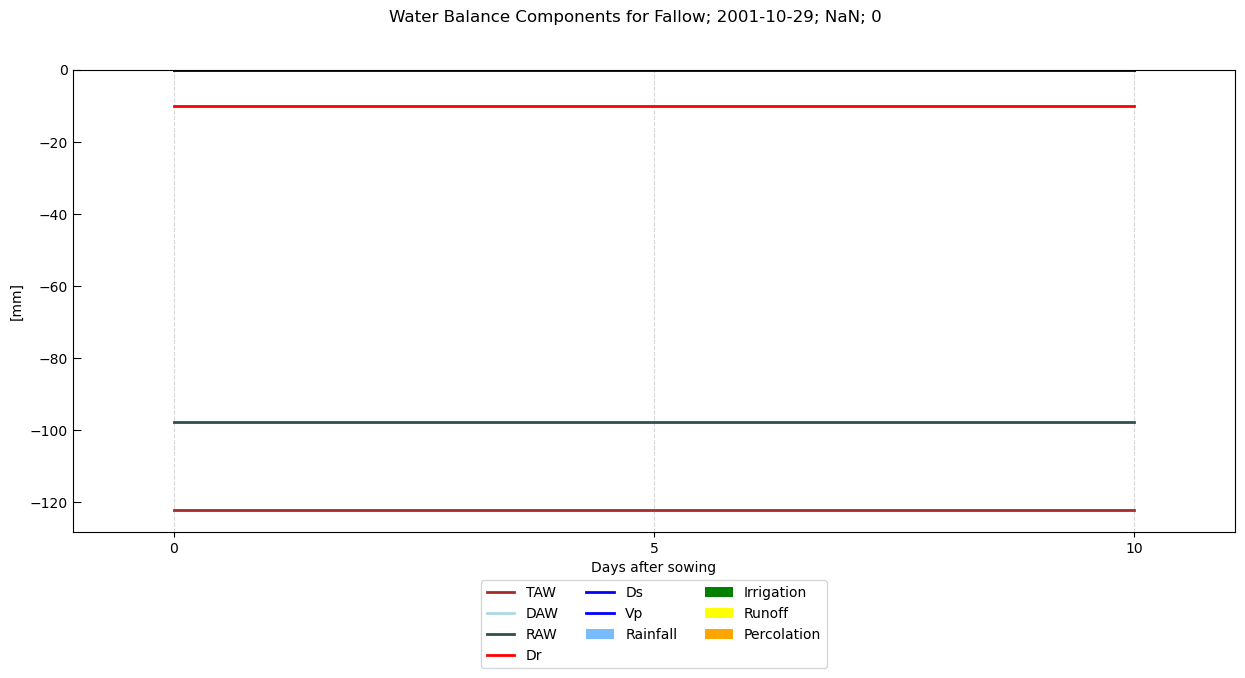 Water Balance Components for Fallow; 2001-10-29; NaN; 0
0
−20
−40
−60
−80
−100
−120
[mm]
0 5 10
Days after sowing
TAW Ds Irrigation
DAW Vp Runoff
RAW Rainfall Percolation
Dr